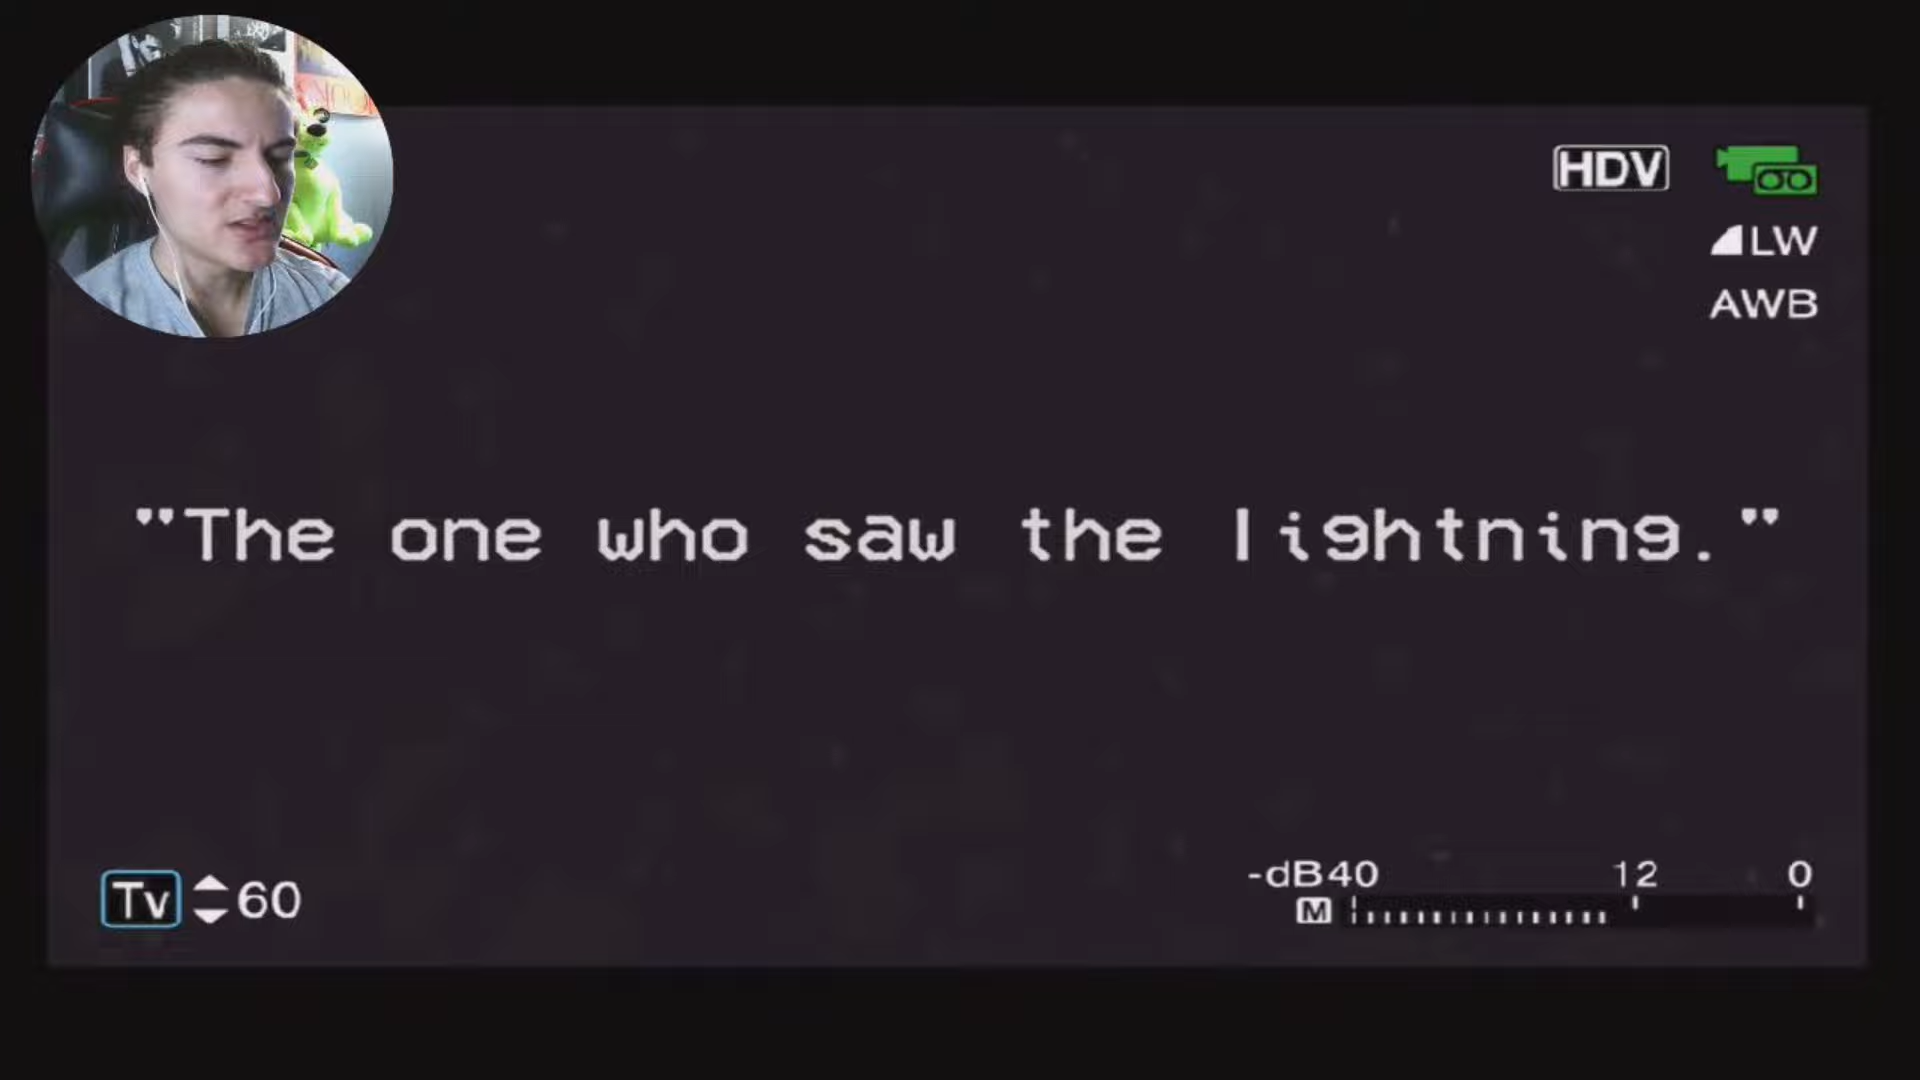 HDV
LW
AWB
"The one who saw the lightning."
Tv 60
-dB40 12 0
M